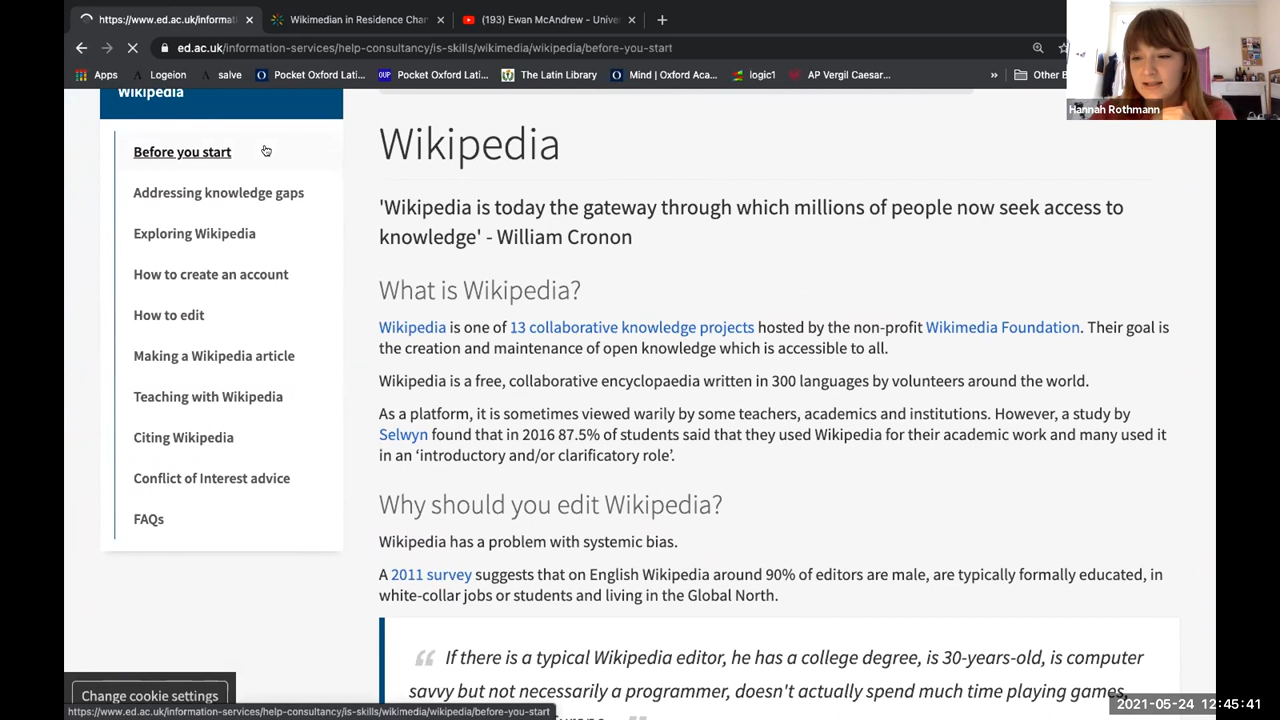 https://www.ed.ac.uk/informati
Wikimedian in Residence Chan
(193) Ewan McAndrew - Unive
ed.ac.uk/information-services/help-consultancy/is-skills/wikimedia/wikipedia/before-you-start
Apps
Logeion
salve
Pocket Oxford Lati...
OUP
Pocket Oxford Lati...
The Latin Library
Mind | Oxford Aca...
logic1
AP Vergil Caesar...
»
Other B
Hannah Rothmann
Wikipedia
Before you start
Addressing knowledge gaps
Exploring Wikipedia
How to create an account
How to edit
Making a Wikipedia article
Teaching with Wikipedia
Citing Wikipedia
Conflict of Interest advice
FAQs
Wikipedia
'Wikipedia is today the gateway through which millions of people now seek access to
knowledge' - William Cronon
What is Wikipedia?
Wikipedia is one of 13 collaborative knowledge projects hosted by the non-profit Wikimedia Foundation. Their goal is
the creation and maintenance of open knowledge which is accessible to all.
Wikipedia is a free, collaborative encyclopaedia written in 300 languages by volunteers around the world.
As a platform, it is sometimes viewed warily by some teachers, academics and institutions. However, a study by
Selwyn found that in 2016 87.5% of students said that they used Wikipedia for their academic work and many used it
in an ‘introductory and/or clarificatory role’.
Why should you edit Wikipedia?
Wikipedia has a problem with systemic bias.
A 2011 survey suggests that on English Wikipedia around 90% of editors are male, are typically formally educated, in
white-collar jobs or students and living in the Global North.
“ If there is a typical Wikipedia editor, he has a college degree, is 30-years-old, is computer
savvy but not necessarily a programmer, doesn't actually spend much time playing games,
Change cookie settings
https://www.ed.ac.uk/information-services/help-consultancy/is-skills/wikimedia/wikipedia/before-you-start
2021-05-24 12:45:41